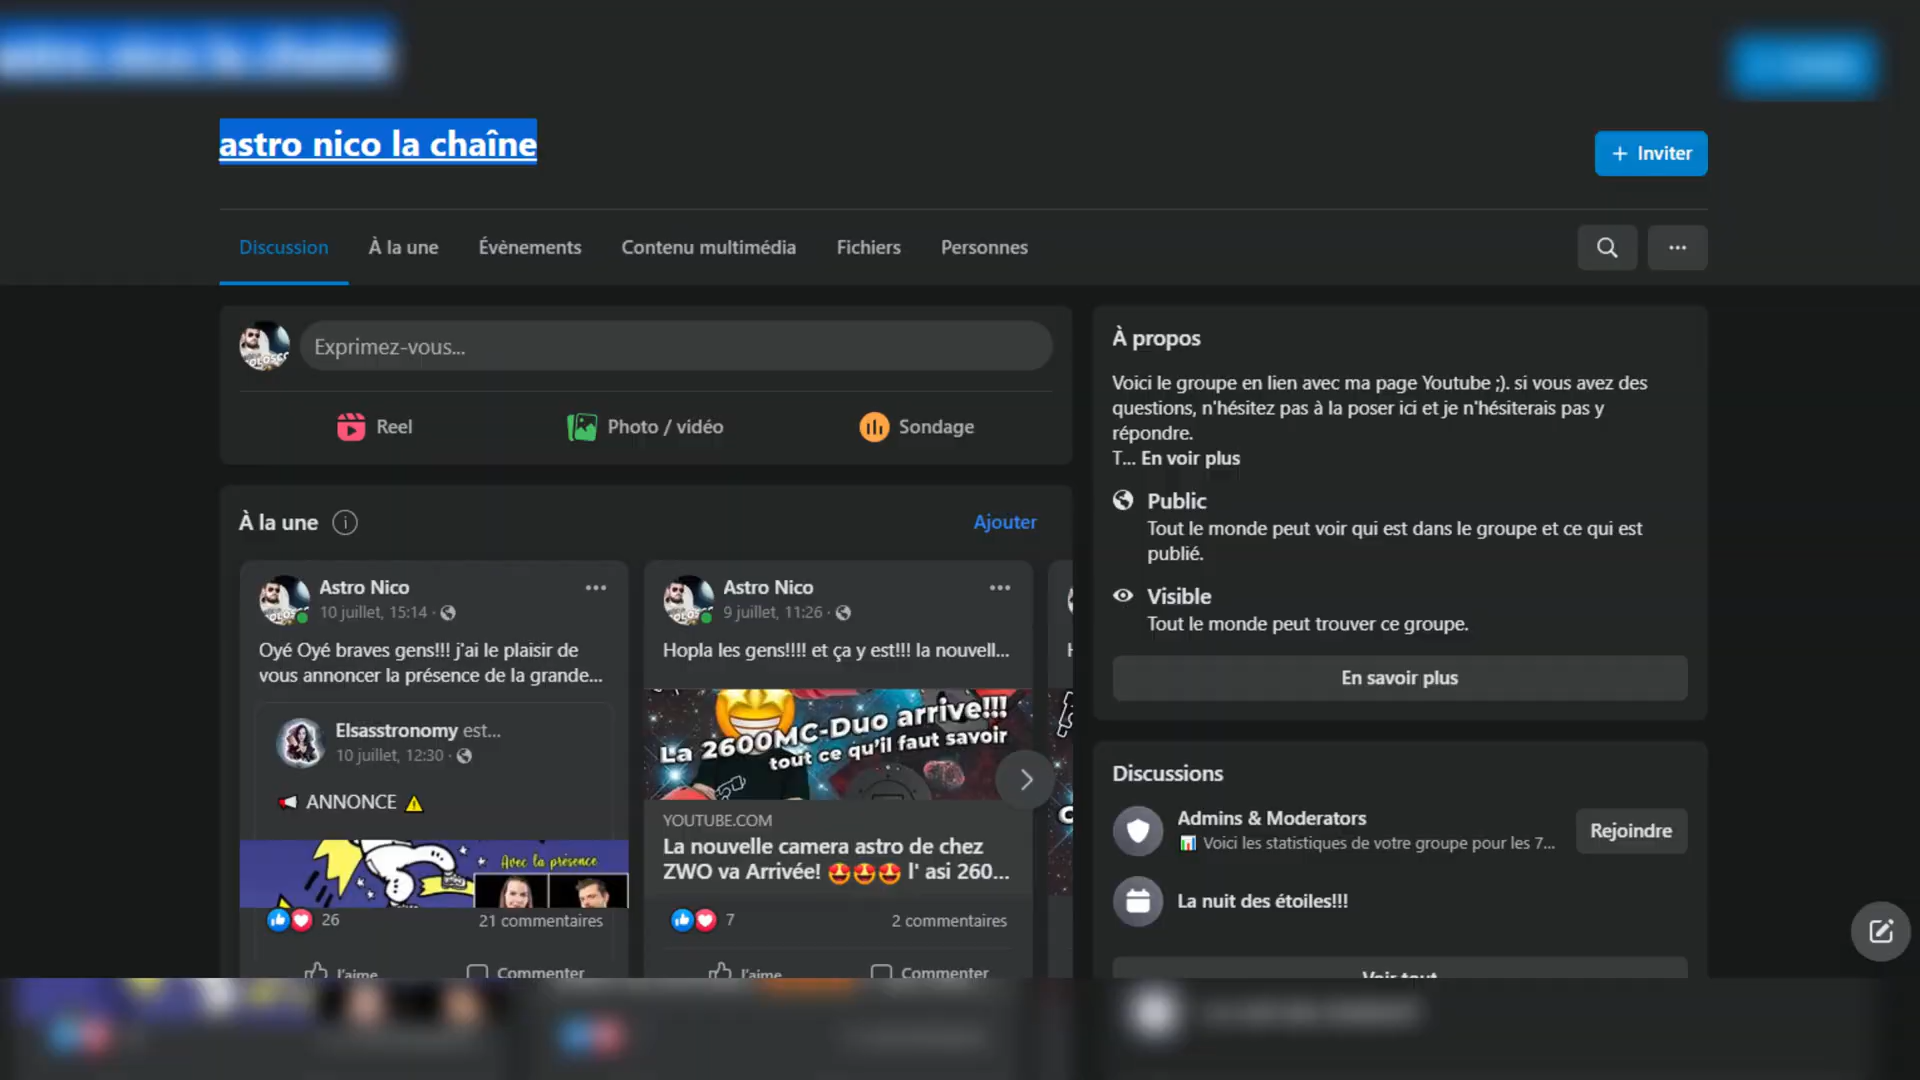 astro nico la chaîne
+ Inviter
Discussion
À la une
Évènements
Contenu multimédia
Fichiers
Personnes
Exprimez-vous...
Reel
Photo / vidéo
Sondage
À la une
Ajouter
Astro Nico
10 juillet, 15:14 ·
Oyé Oyé braves gens!!! j'ai le plaisir de
vous annoncer la présence de la grande...
Elsasstronomy est...
10 juillet, 12:30 ·
ANNONCE
Avec la présence
26
21 commentaires
J'aime
Commenter
Astro Nico
9 juillet, 11:26 ·
Hopla les gens!!!! et ça y est!!! la nouvell...
La 2600MC-Duo arrive!!!
tout ce qu'il faut savoir
YOUTUBE.COM
La nouvelle camera astro de chez
ZWO va Arrivée! 🤩🤩🤩 l' asi 260...
7
2 commentaires
J'aime
Commenter
À propos
Voici le groupe en lien avec ma page Youtube ;). si vous avez des
questions, n'hésitez pas à la poser ici et je n'hésiterais pas y
répondre.
T... En voir plus
Public
Tout le monde peut voir qui est dans le groupe et ce qui est
publié.
Visible
Tout le monde peut trouver ce groupe.
En savoir plus
Discussions
Admins & Moderators
Voici les statistiques de votre groupe pour les 7...
Rejoindre
La nuit des étoiles!!!
Voir tout